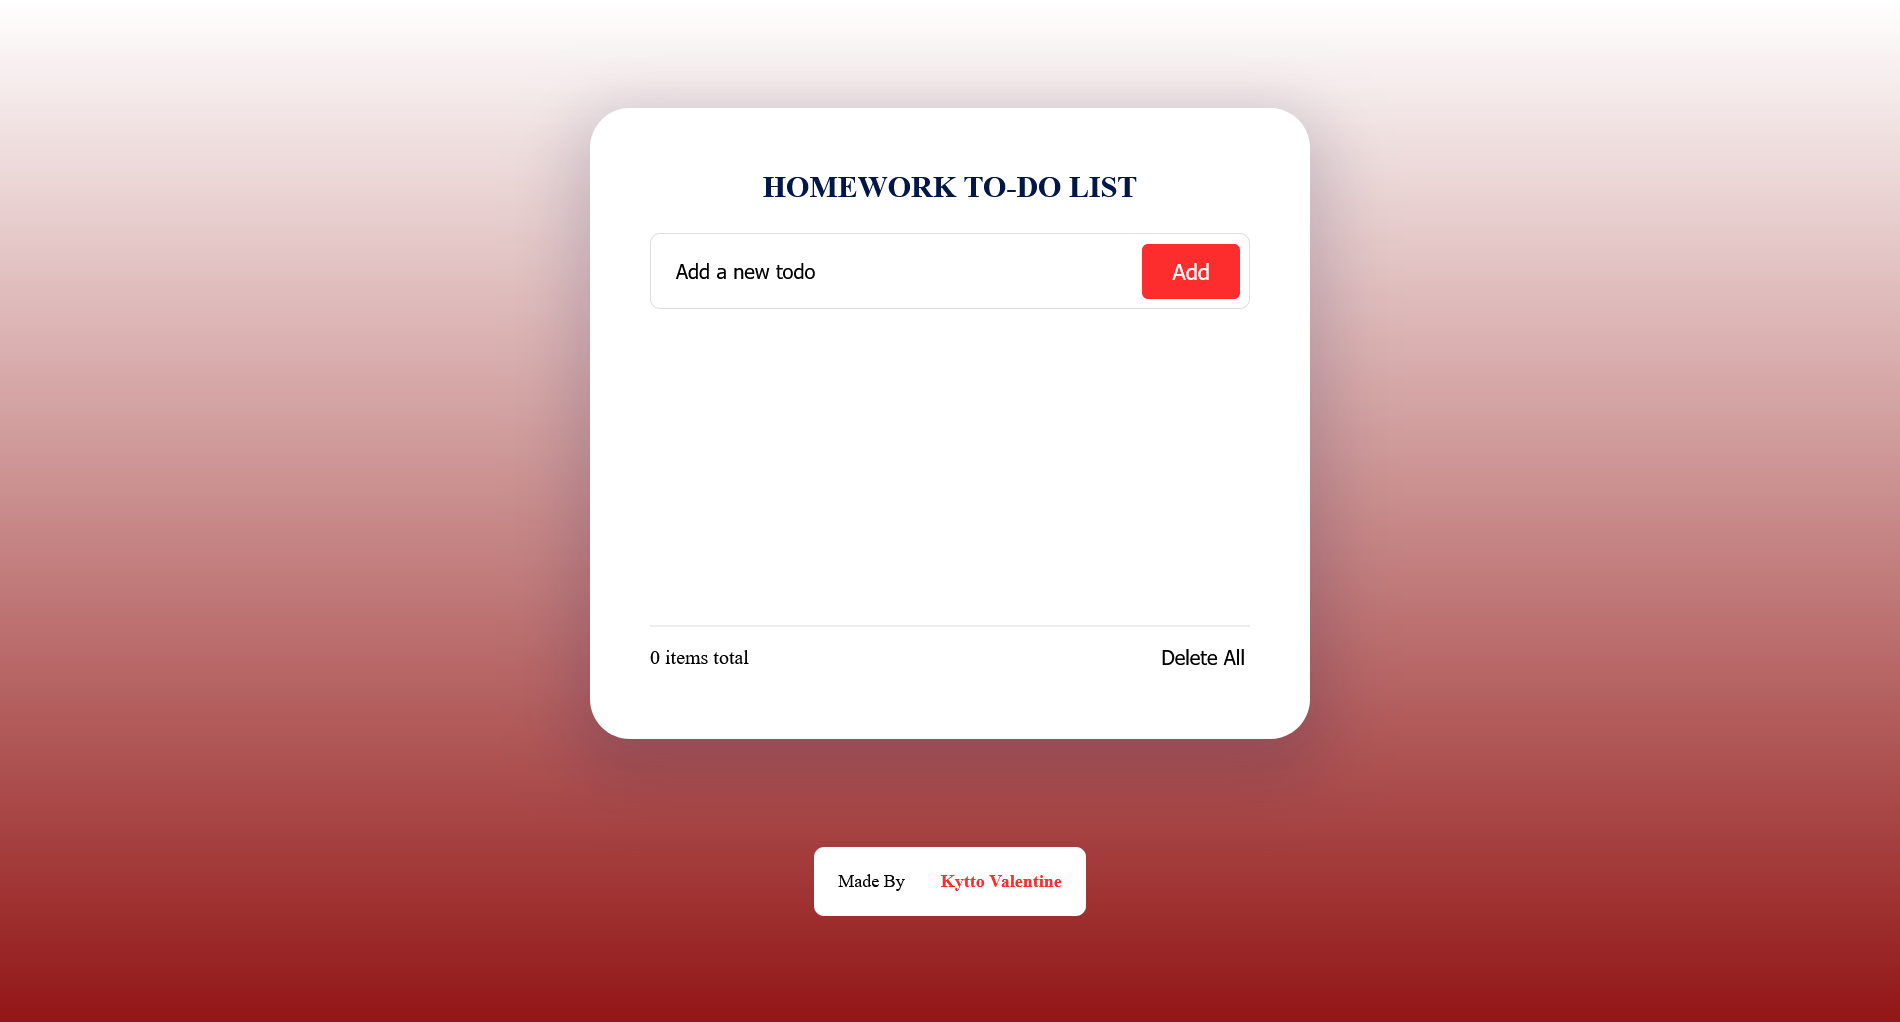 HOMEWORK TO-DO LIST
Add a new todo Add
0 items total Delete All
Made By Kytto Valentine